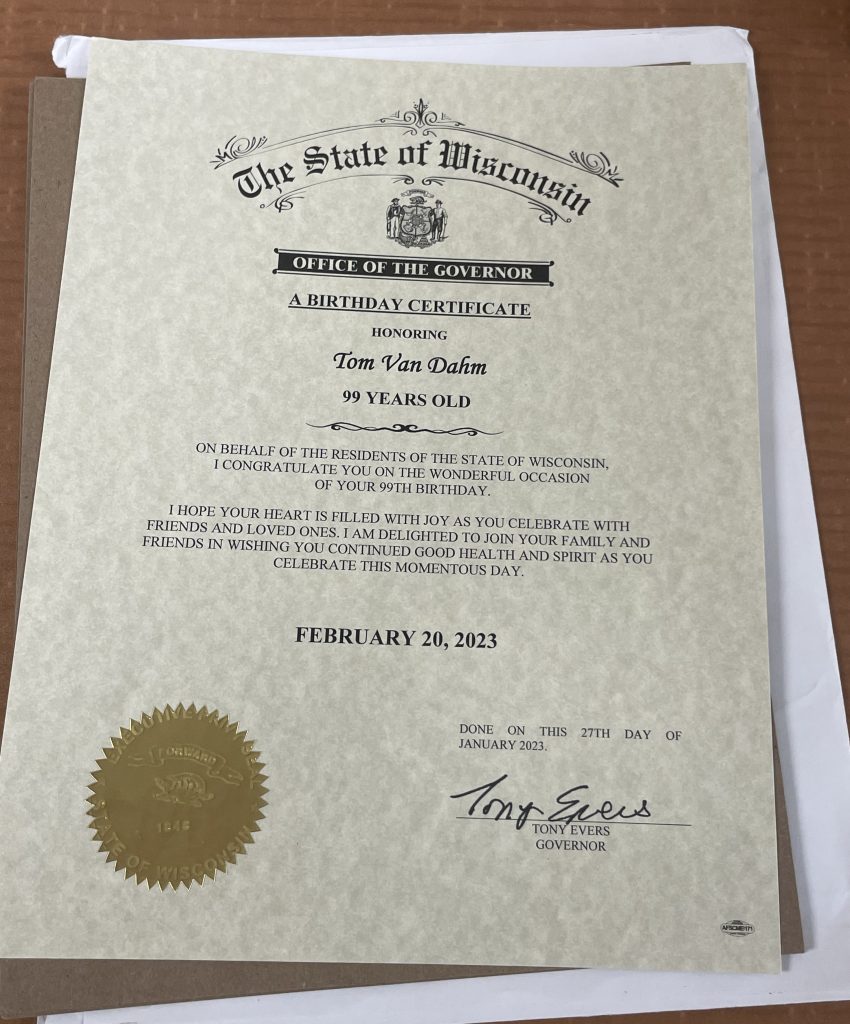 The State of Wisconsin
OFFICE OF THE GOVERNOR
A BIRTHDAY CERTIFICATE
HONORING
Tom Van Dahm
99 YEARS OLD
ON BEHALF OF THE RESIDENTS OF THE STATE OF WISCONSIN,
I CONGRATULATE YOU ON THE WONDERFUL OCCASION
OF YOUR 99TH BIRTHDAY.
I HOPE YOUR HEART IS FILLED WITH JOY AS YOU CELEBRATE WITH
FRIENDS AND LOVED ONES. I AM DELIGHTED TO JOIN YOUR FAMILY AND
FRIENDS IN WISHING YOU CONTINUED GOOD HEALTH AND SPIRIT AS YOU
CELEBRATE THIS MOMENTOUS DAY.
FEBRUARY 20, 2023
DONE ON THIS 27TH DAY OF
JANUARY 2023.
Tony Evers
TONY EVERS
GOVERNOR
EXECUTIVE SEAL
FORWARD
1848
STATE OF WISCONSIN